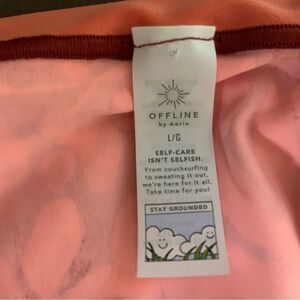 OFFLINE
by Aerie
L/G
SELF-CARE
ISN'T SELFISH.
From couchsurfing
to sweating it out,
we're here for it all.
Take time for you!
STAY GROUNDED